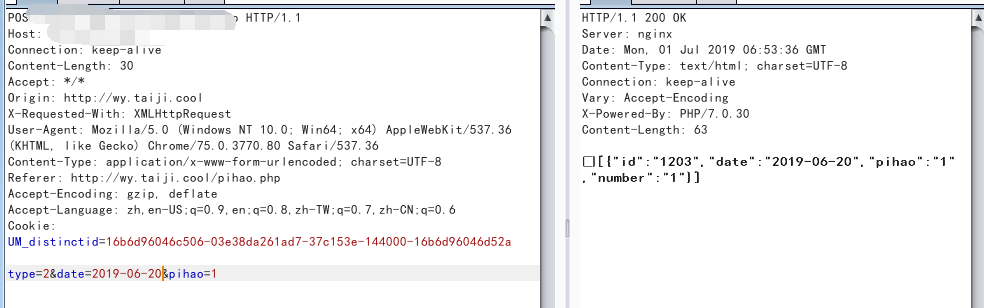 POS p HTTP/1.1
Host:
Connection: keep-alive
Content-Length: 30
Accept: */*
Origin: http://wy.taiji.cool
X-Requested-With: XMLHttpRequest
User-Agent: Mozilla/5.0 (Windows NT 10.0; Win64; x64) AppleWebKit/537.36
(KHTML, like Gecko) Chrome/75.0.3770.80 Safari/537.36
Content-Type: application/x-www-form-urlencoded; charset=UTF-8
Referer: http://wy.taiji.cool/pihao.php
Accept-Encoding: gzip, deflate
Accept-Language: zh,en-US;q=0.9,en;q=0.8,zh-TW;q=0.7,zh-CN;q=0.6
Cookie:
UM_distinctid=16b6d96046c506-03e38da261ad7-37c153e-144000-16b6d96046d52a
type=2&date=2019-06-20&pihao=1
HTTP/1.1 200 OK
Server: nginx
Date: Mon, 01 Jul 2019 06:53:36 GMT
Content-Type: text/html; charset=UTF-8
Connection: keep-alive
Vary: Accept-Encoding
X-Powered-By: PHP/7.0.30
Content-Length: 63
□[{"id":"1203","date":"2019-06-20","pihao":"1"
,"number":"1"}]